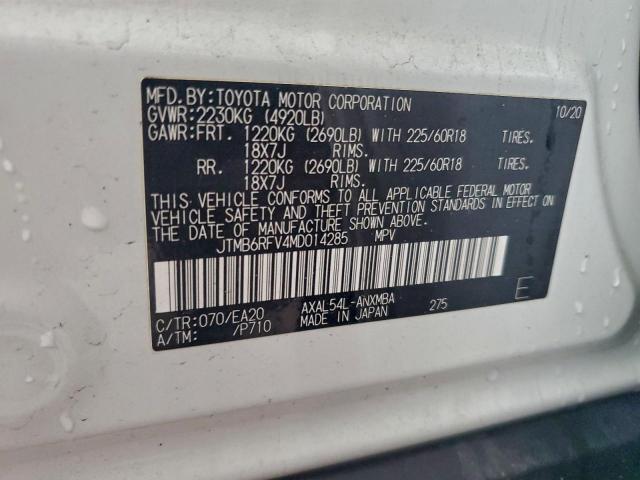 MFD.BY:TOYOTA MOTOR CORPORATION 10/20
GVWR:2230KG (4920LB)
GAWR:FRT. 1220KG (2690LB) WITH 225/60R18 TIRES.
18X7J RIMS.
RR. 1220KG (2690LB) WITH 225/60R18 TIRES.
18X7J RIMS.
THIS VEHICLE CONFORMS TO ALL APPLICABLE FEDERAL MOTOR
VEHICLE SAFETY AND THEFT PREVENTION STANDARDS IN EFFECT ON
THE DATE OF MANUFACTURE SHOWN ABOVE.
JTMB6RFV4MD014285 MPV
C/TR:070/EA20 AXAL54L-ANXMBA 275 E
A/TM: /P710 MADE IN JAPAN